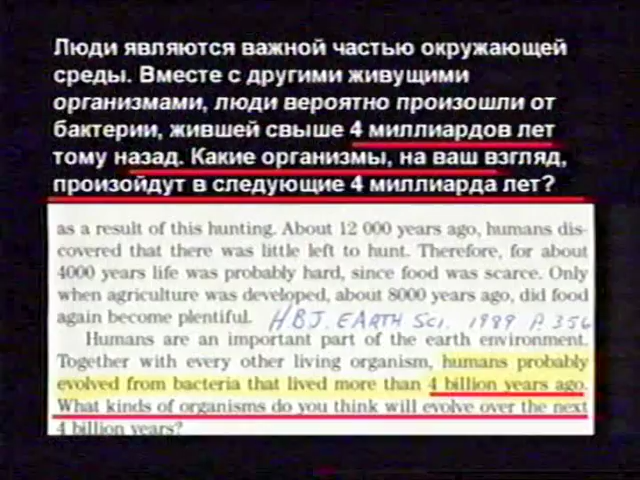 Люди являются важной частью окружающей
среды. Вместе с другими живущими
организмами, люди вероятно произошли от
бактерии, жившей свыше 4 миллиардов лет
тому назад. Какие организмы, на ваш взгляд,
произойдут в следующие 4 миллиарда лет?
as a result of this hunting. About 12 000 years ago, humans dis-
covered that there was little left to hunt. Therefore, for about
4000 years life was probably hard, since food was scarce. Only
when agriculture was developed, about 8000 years ago, did food
again become plentiful. HBJ. EARTH SCI. 1989 P. 356
Humans are an important part of the earth environment.
Together with every other living organism, humans probably
evolved from bacteria that lived more than 4 billion years ago.
What kinds of organisms do you think will evolve over the next
4 billion years?